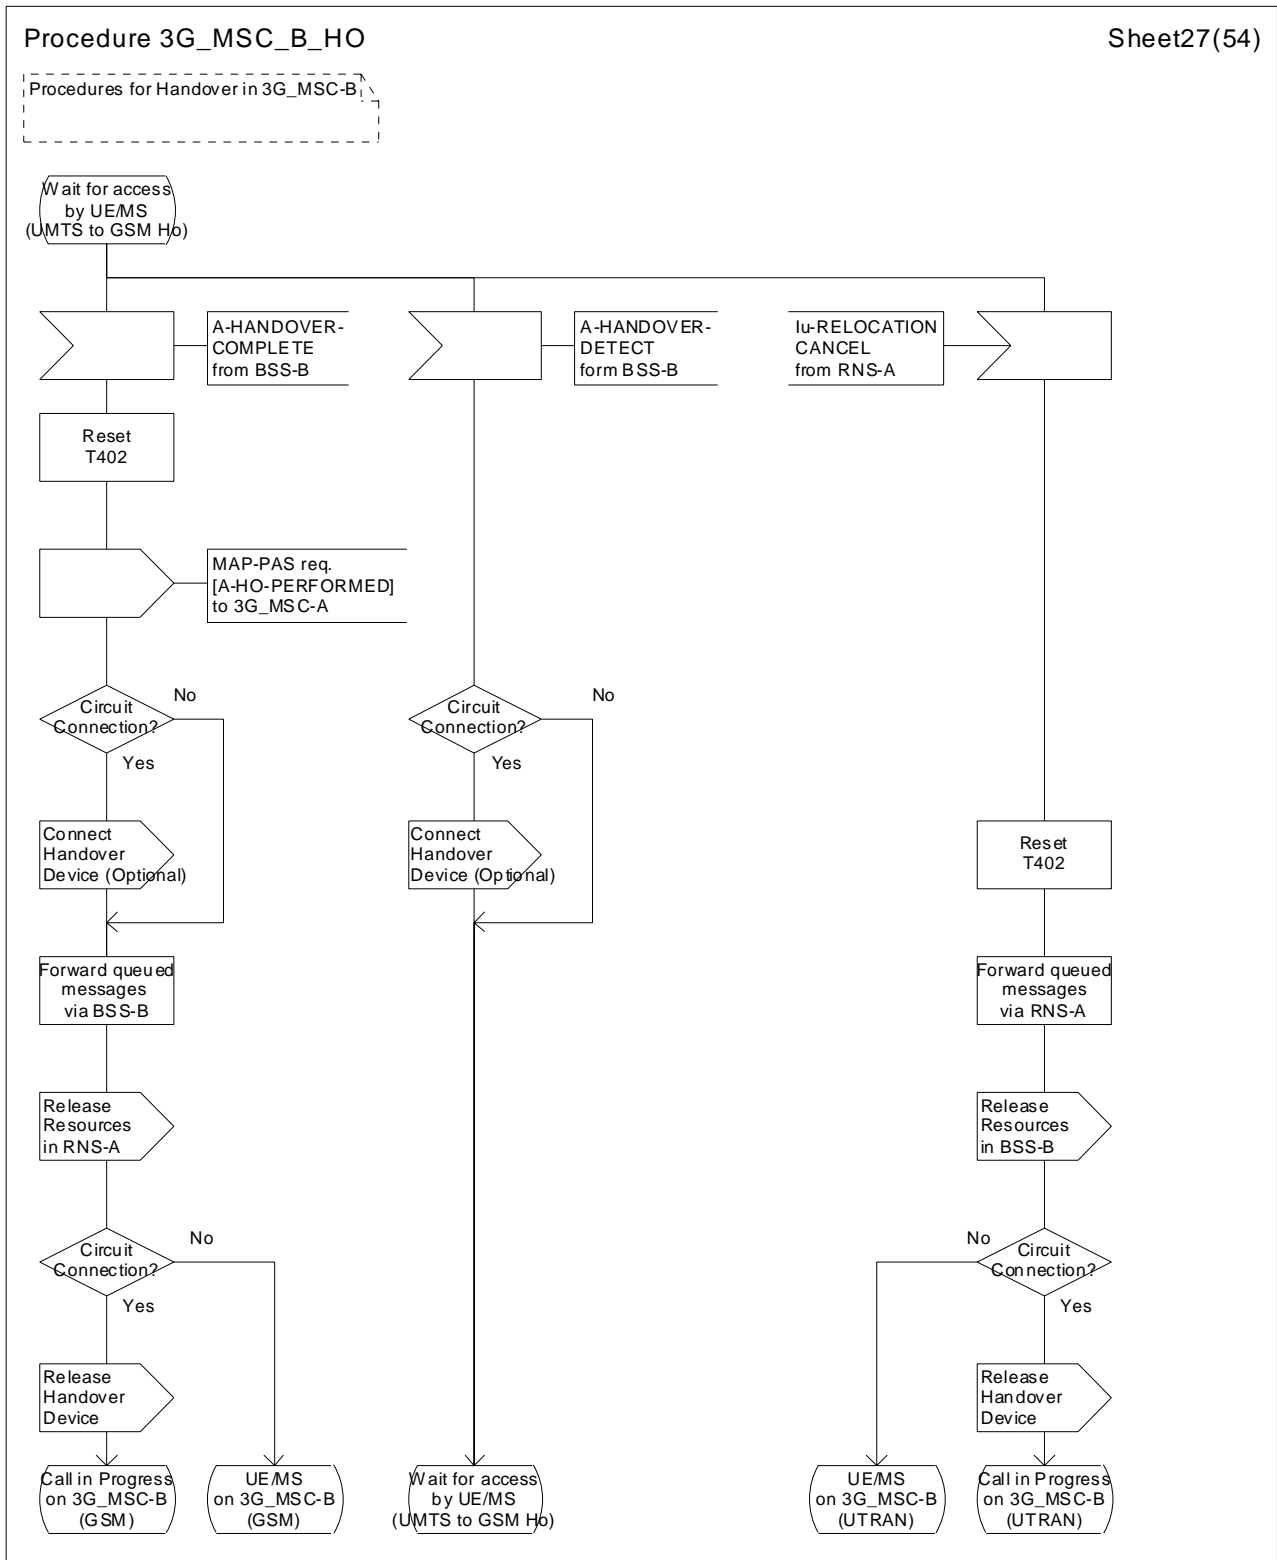 Procedure 3G_MSC_B_HO
Sheet27(54)
Procedures for Handover in 3G_MSC-B
Wait for access
by UE/MS
(UMTS to GSM Ho)
A-HANDOVER-
COMPLETE
from BSS-B
A-HANDOVER-
DETECT
form BSS-B
Iu-RELOCATION
CANCEL
from RNS-A
Reset
T402
MAP-PAS req.
[A-HO-PERFORMED]
to 3G_MSC-A
Circuit
Connection?
No
Yes
Circuit
Connection?
No
Yes
Connect
Handover
Device (Optional)
Connect
Handover
Device (Optional)
Reset
T402
Forward queued
messages
via BSS-B
Forward queued
messages
via RNS-A
Release
Resources
in RNS-A
Release
Resources
in BSS-B
Circuit
Connection?
No
Yes
No
Circuit
Connection?
Yes
Release
Handover
Device
Release
Handover
Device
Call in Progress
on 3G_MSC-B
(GSM)
UE/MS
on 3G_MSC-B
(GSM)
Wait for access
by UE/MS
(UMTS to GSM Ho)
UE/MS
on 3G_MSC-B
(UTRAN)
Call in Progress
on 3G_MSC-B
(UTRAN)